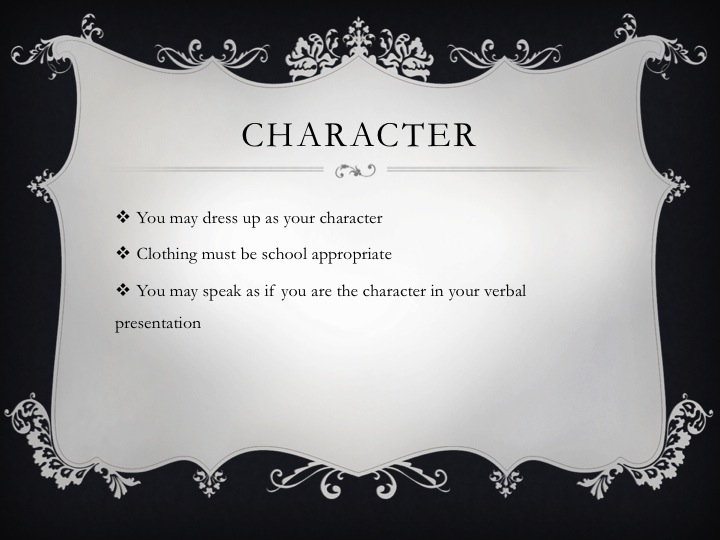 CHARACTER
❖ You may dress up as your character
❖ Clothing must be school appropriate
❖ You may speak as if you are the character in your verbal
presentation